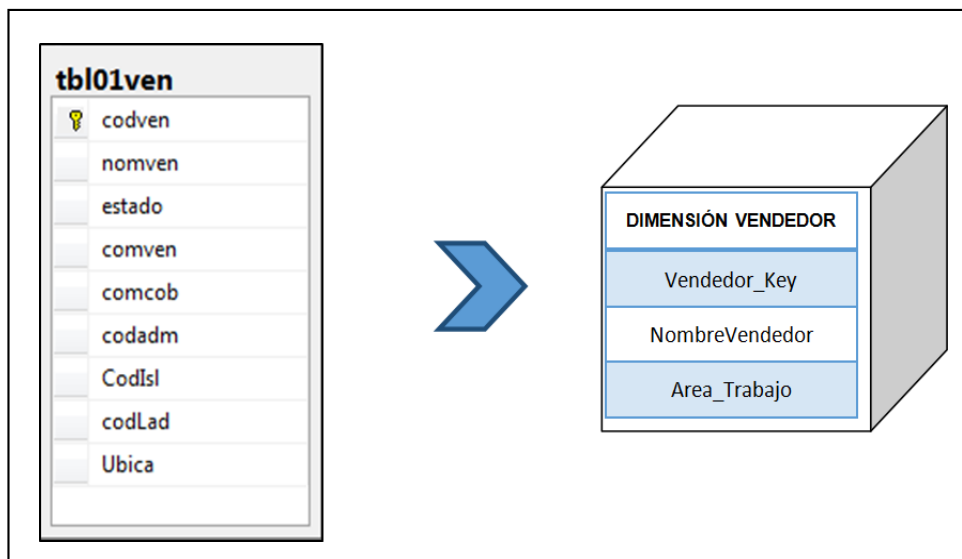 tbl01ven
codven
nomven
estado
comven
comcob
codadm
CodIsl
codLad
Ubica
DIMENSIÓN VENDEDOR
Vendedor_Key
NombreVendedor
Area_Trabajo